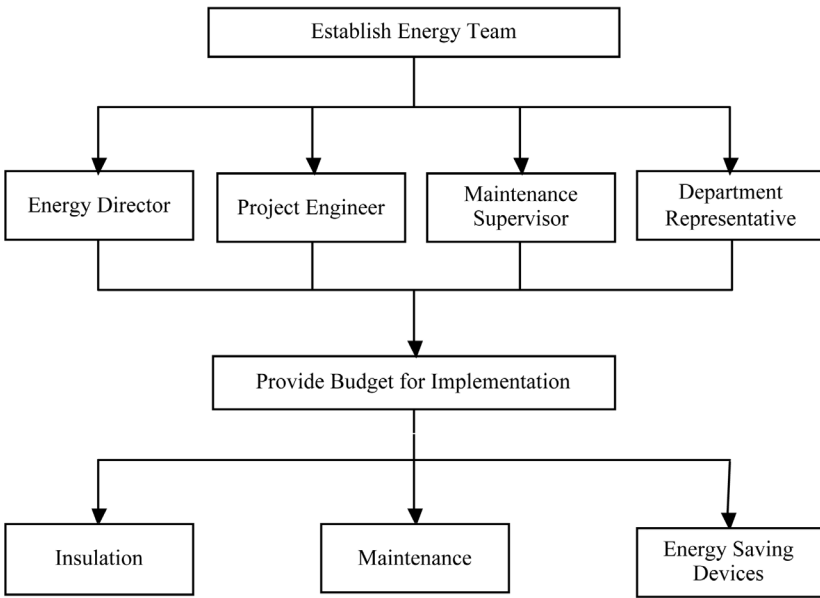 Establish Energy Team
Energy Director
Project Engineer
Maintenance
Supervisor
Department
Representative
Provide Budget for Implementation
Insulation
Maintenance
Energy Saving
Devices